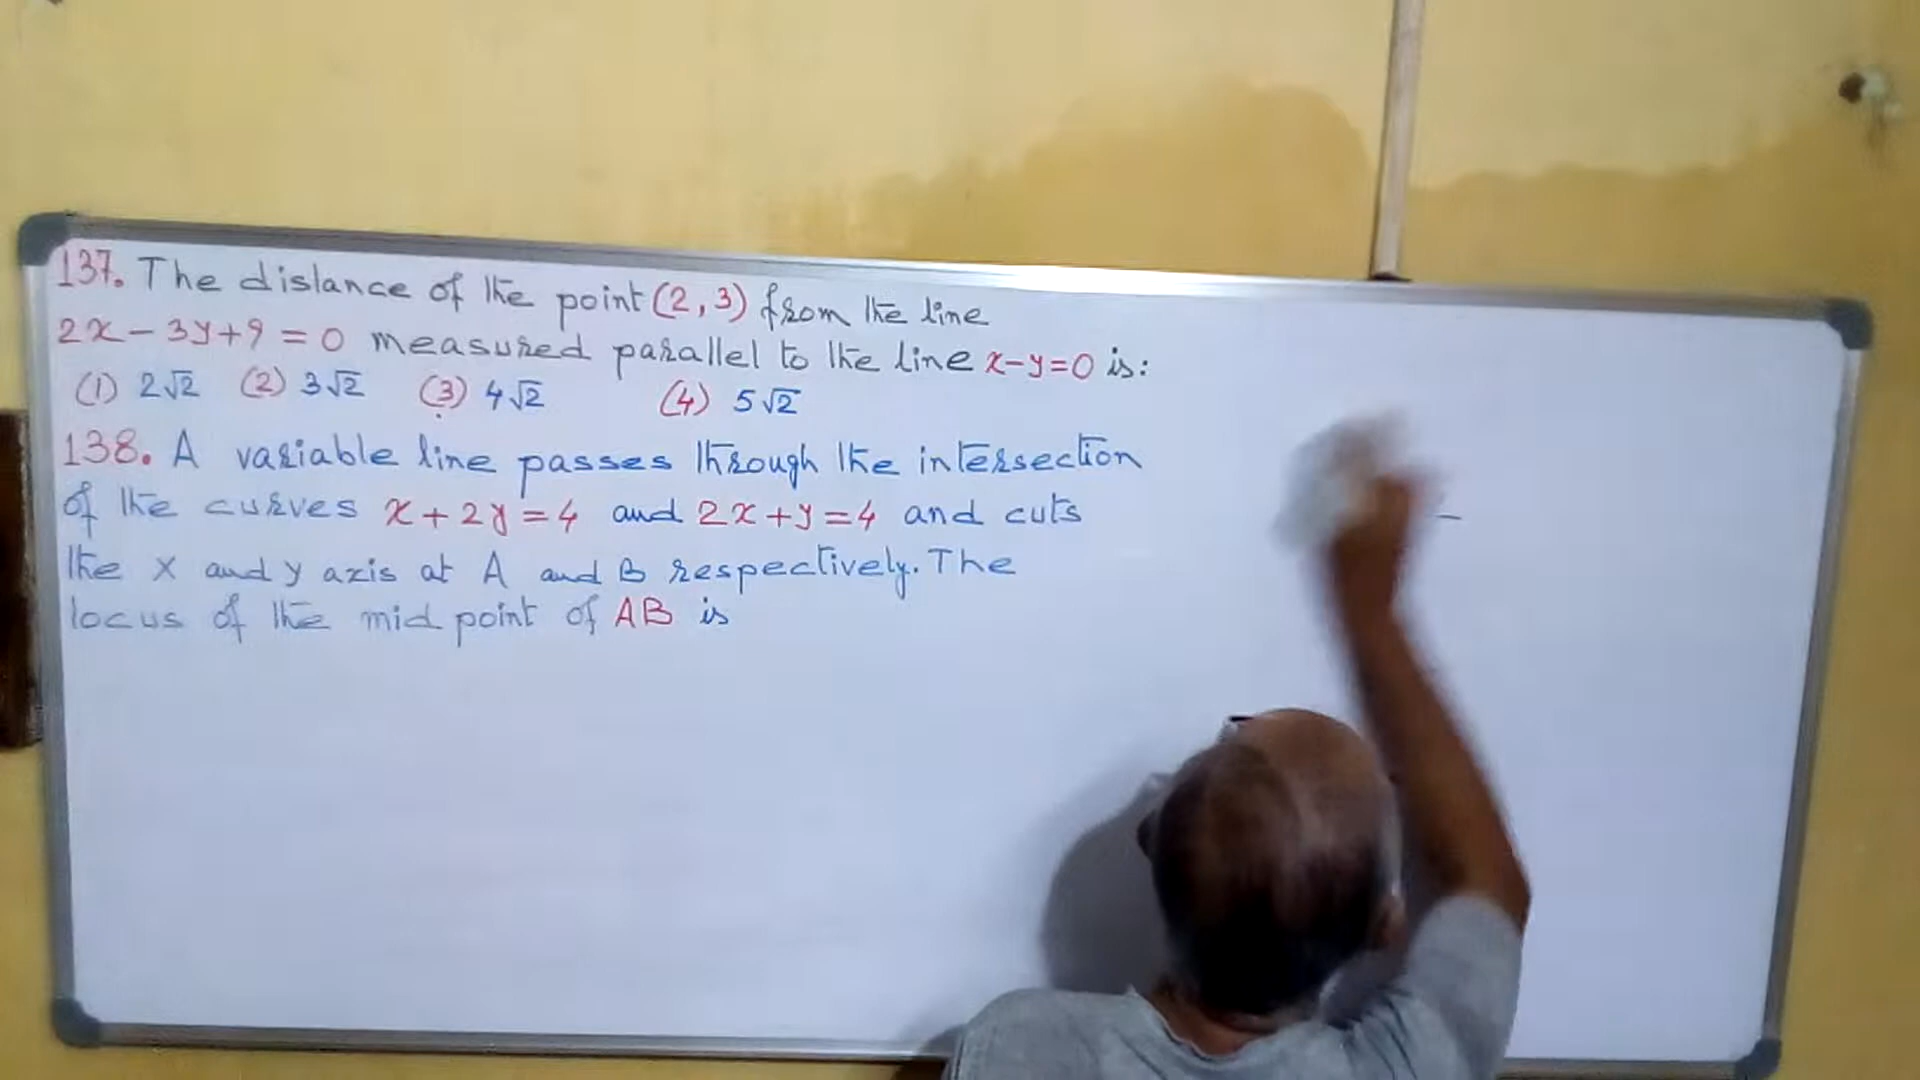 137. The distance of the point (2,3) from the line
2x-3y+9=0 measured parallel to the line x-y=0 is:
(1) 2√2 (2) 3√2 (3) 4√2 (4) 5√2
138. A variable line passes through the intersection
of the curves x+2y=4 and 2x+y=4 and cuts
the X and y axis at A and B respectively. The
locus of the mid point of AB is